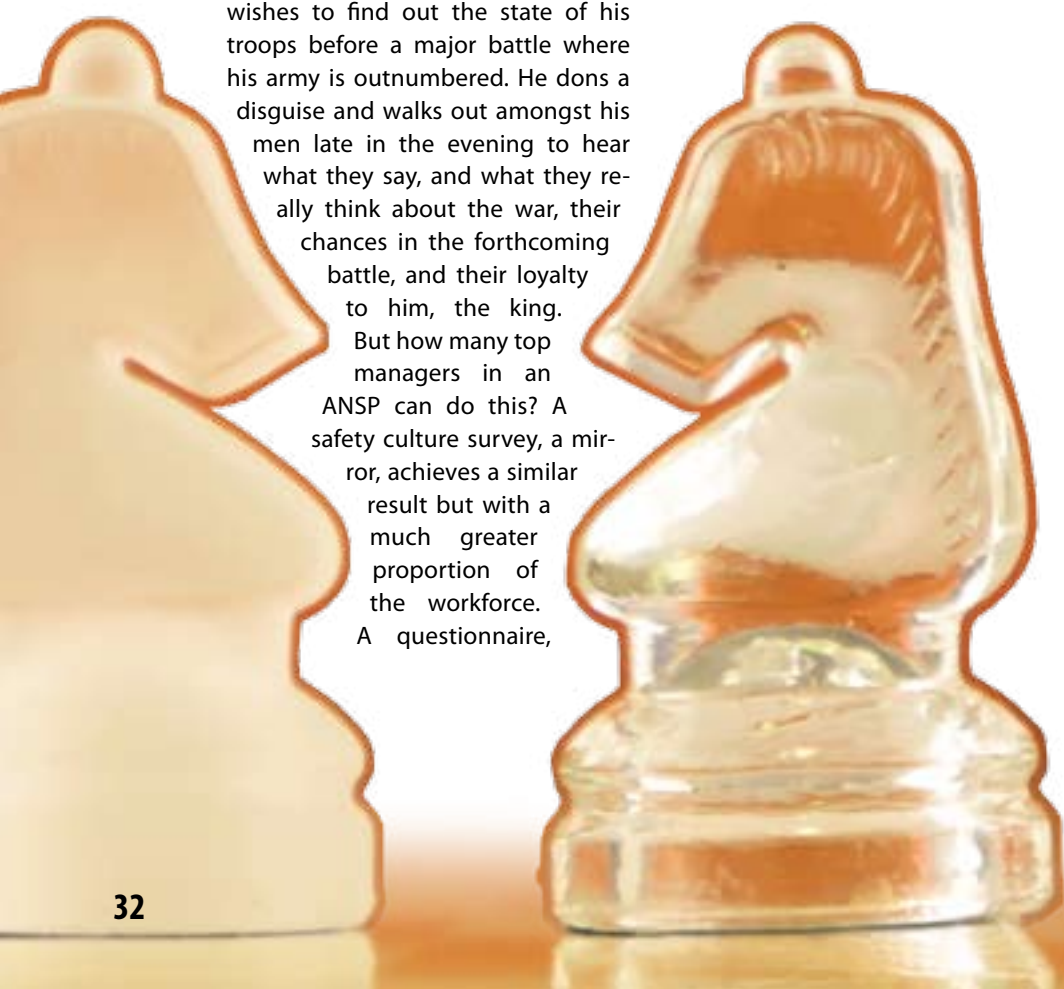 wishes to find out the state of his
troops before a major battle where
his army is outnumbered. He dons a
disguise and walks out amongst his
men late in the evening to hear
what they say, and what they re-
ally think about the war, their
chances in the forthcoming
battle, and their loyalty
to him, the king.
But how many top
managers in an
ANSP can do this? A
safety culture survey, a mir-
ror, achieves a similar
result but with a
much greater
proportion of
the workforce.
A questionnaire,
32